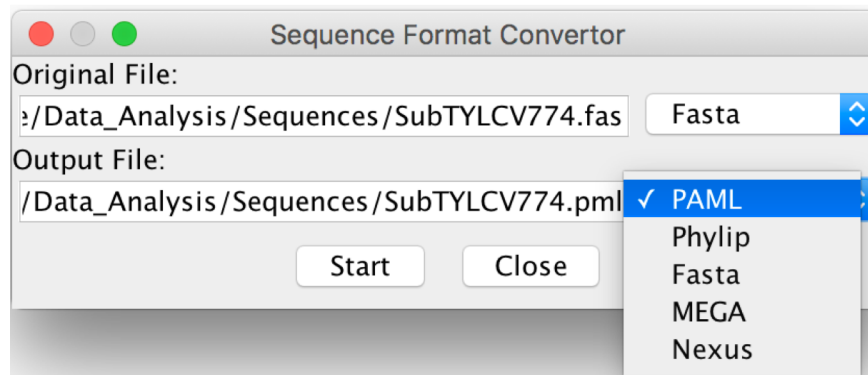 Sequence Format Convertor
Original File:
e/Data_Analysis/Sequences/SubTYLCV774.fas Fasta
Output File:
/Data_Analysis/Sequences/SubTYLCV774.pml ✓ PAML
Phylip
Start Close
Fasta
MEGA
Nexus